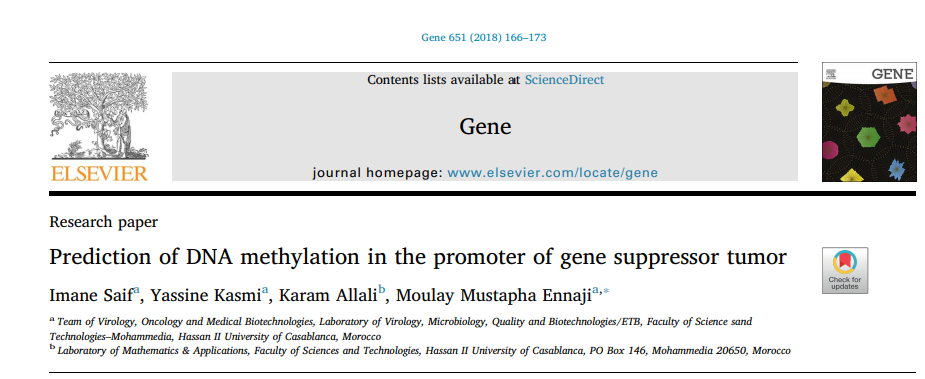 Gene 651 (2018) 166–173
Contents lists available at ScienceDirect
GENE
Gene
ELSEVIER
journal homepage: www.elsevier.com/locate/gene
Research paper
Prediction of DNA methylation in the promoter of gene suppressor tumor
Check for
updates
Imane Saifa, Yassine Kasmia, Karam Allalib, Moulay Mustapha Ennajia,*
a Team of Virology, Oncology and Medical Biotechnologies, Laboratory of Virology, Microbiology, Quality and Biotechnologies/ETB, Faculty of Science sand
Technologies–Mohammedia, Hassan II University of Casablanca, Morocco
b Laboratory of Mathematics & Applications, Faculty of Sciences and Technologies, Hassan II University of Casablanca, PO Box 146, Mohammedia 20650, Morocco